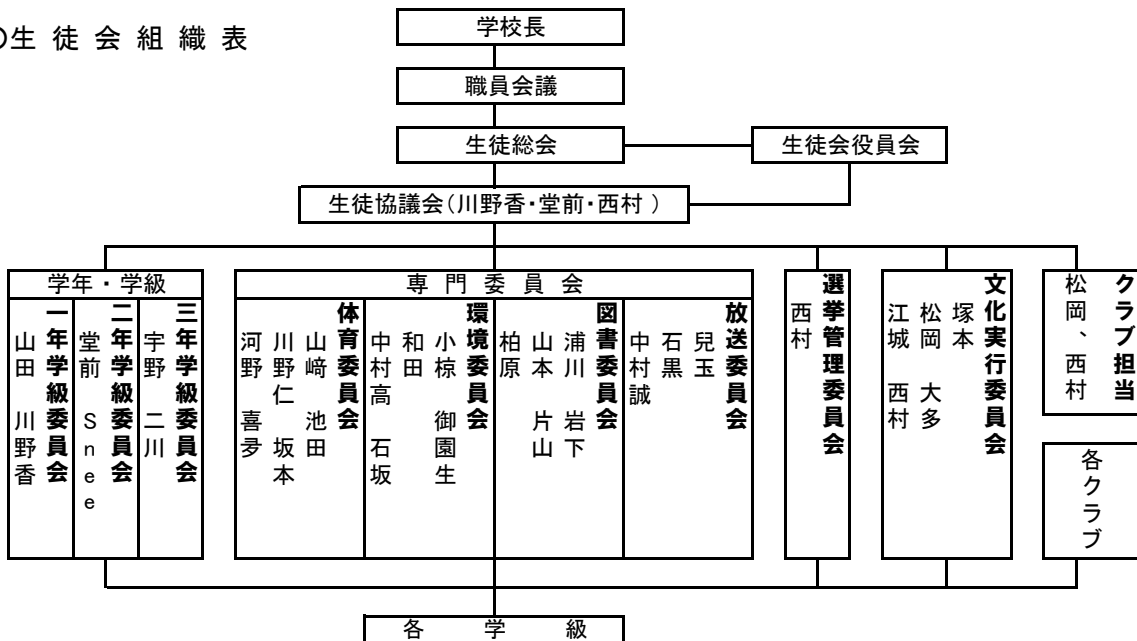 生徒会組織表
学校長
職員会議
生徒総会
生徒会役員会
生徒協議会(川野香・堂前・西村 )
学年・学級
三年学級委員会
宇野 二川
二年学級委員会
堂前 Snee
一年学級委員会
山田 川野香
専門委員会
放送委員会
兒玉
石黒
中村誠
図書委員会
浦川 岩下
山本 片山
柏原
環境委員会
小椋 御園生
和田
中村高 石坂
体育委員会
山﨑 池田
川野仁 坂本
河野 喜夛
選挙管理委員会
西村
文化実行委員会
塚本
松岡 大多
江城 西村
クラブ担当
松岡、西村
各クラブ
各学級